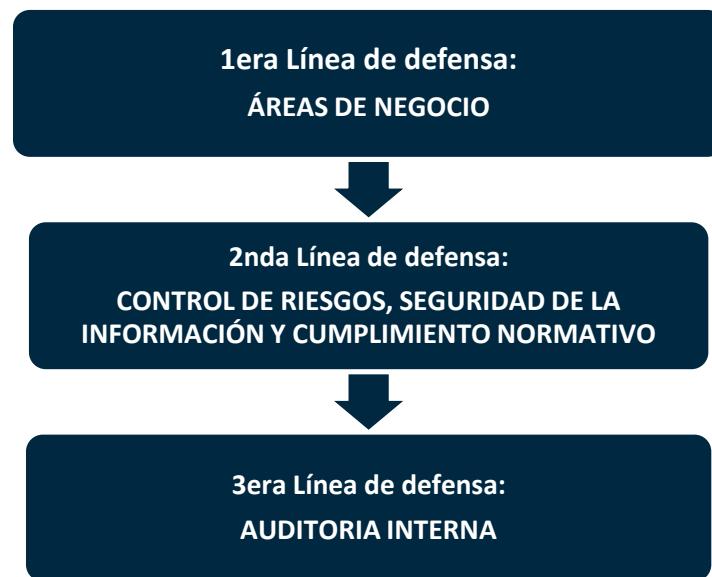 1era Línea de defensa:
ÁREAS DE NEGOCIO
2nda Línea de defensa:
CONTROL DE RIESGOS, SEGURIDAD DE LA
INFORMACIÓN Y CUMPLIMIENTO NORMATIVO
3era Línea de defensa:
AUDITORIA INTERNA